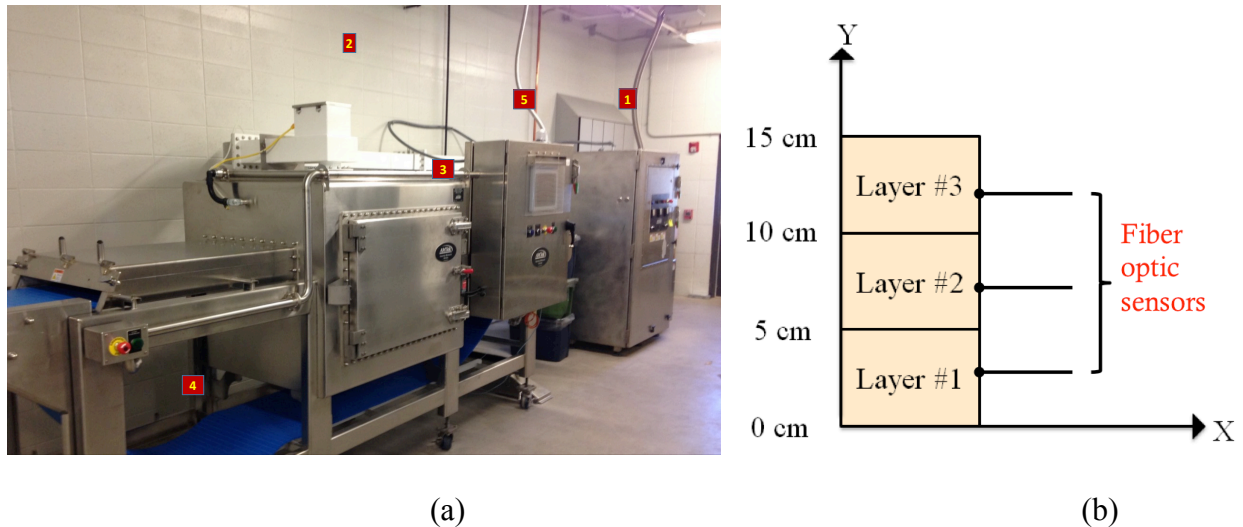 2
5
1
3
4
Y
15 cm
Layer #3
10 cm
Fiber
optic
sensors
Layer #2
5 cm
Layer #1
0 cm
X
(a)
(b)